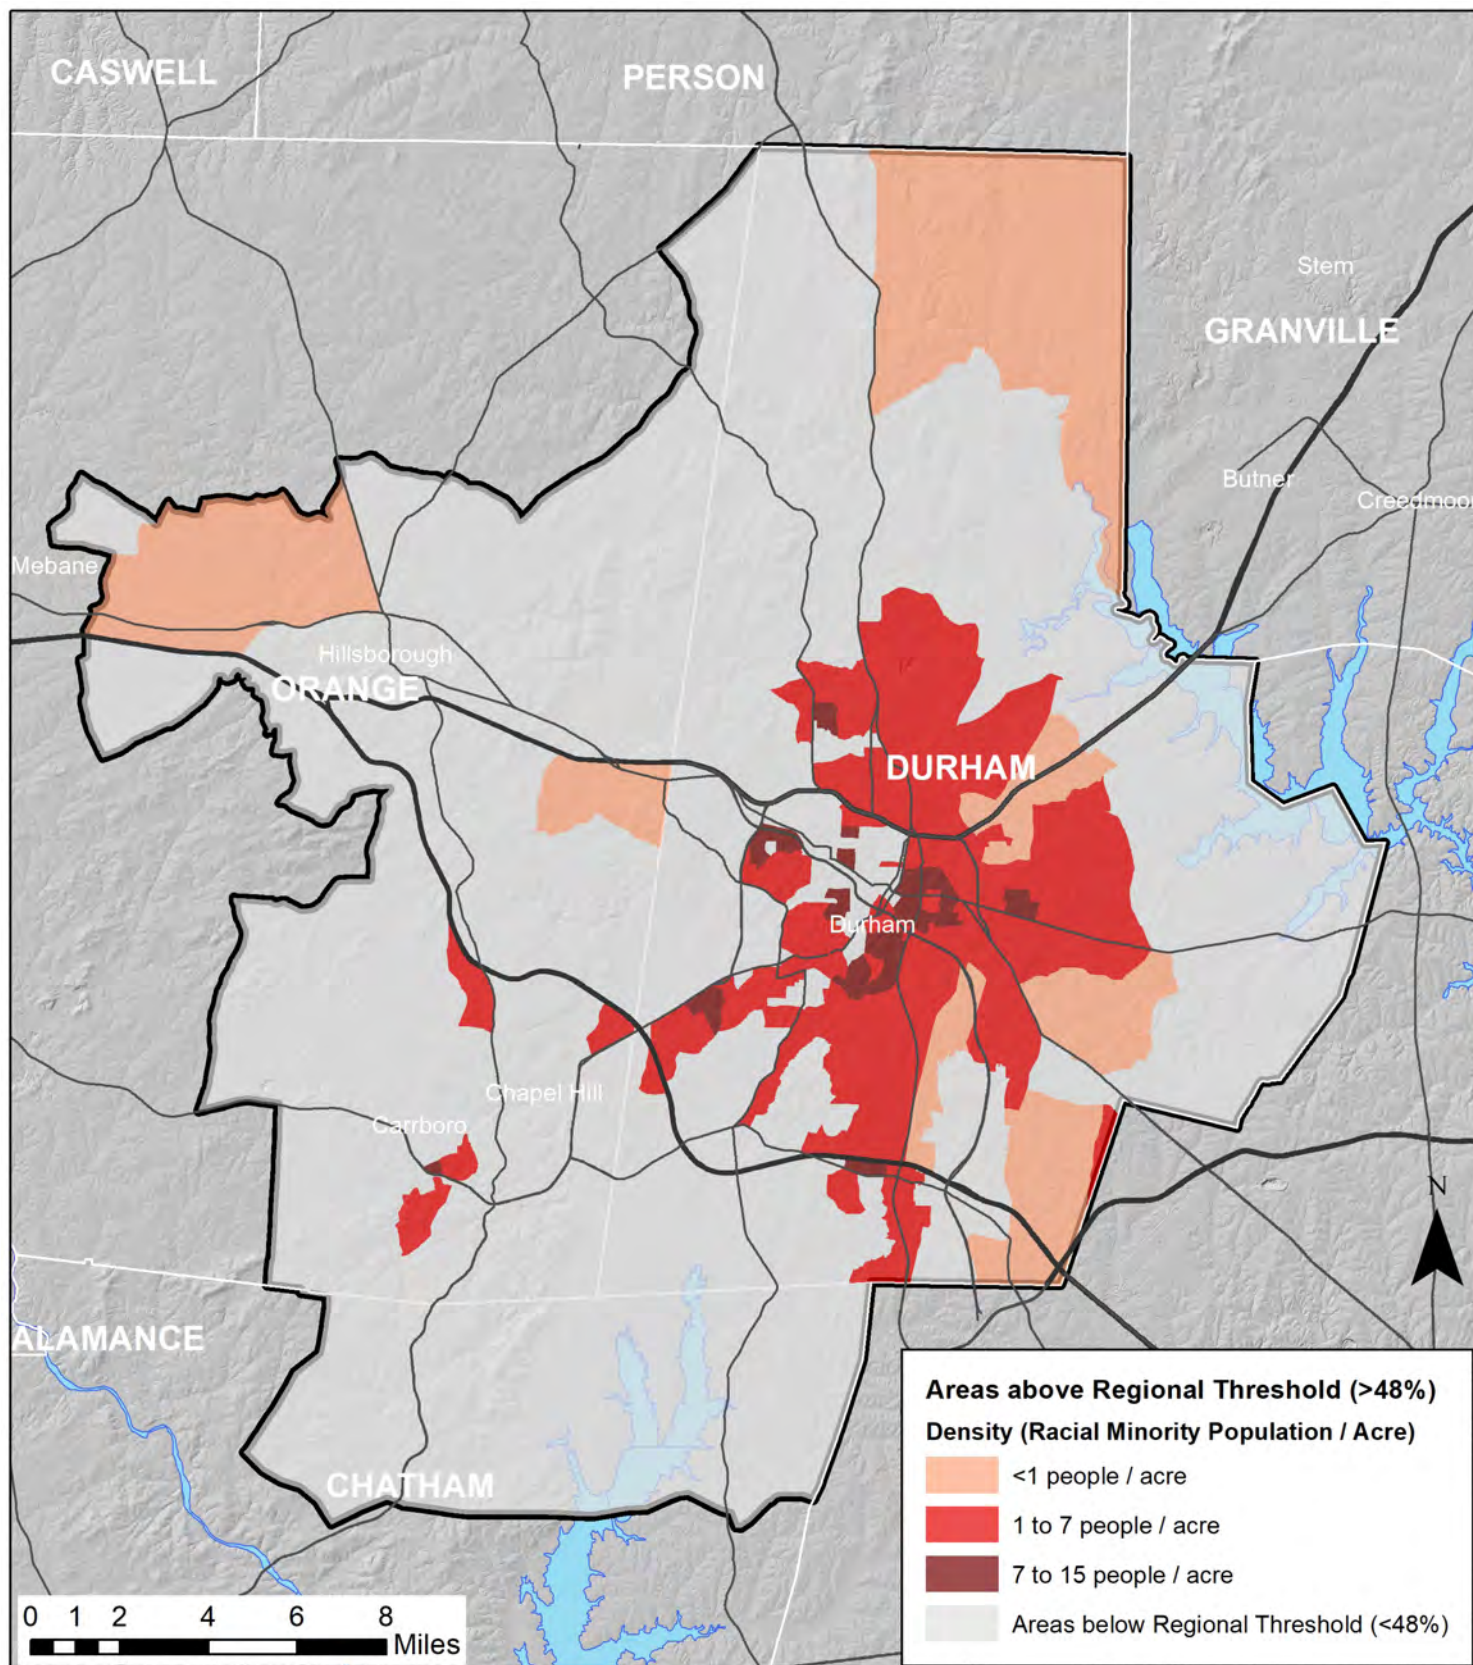 CASWELL
PERSON
Stem
GRANVILLE
Butner
Creedmoor
Mebane
Hillsborough
ORANGE
DURHAM
Durham
Chapel Hill
Carrboro
N
ALAMANCE
CHATHAM
Areas above Regional Threshold (>48%)
Density (Racial Minority Population / Acre)
<1 people / acre
1 to 7 people / acre
7 to 15 people / acre
Areas below Regional Threshold (<48%)
0 1 2 4 6 8
Miles